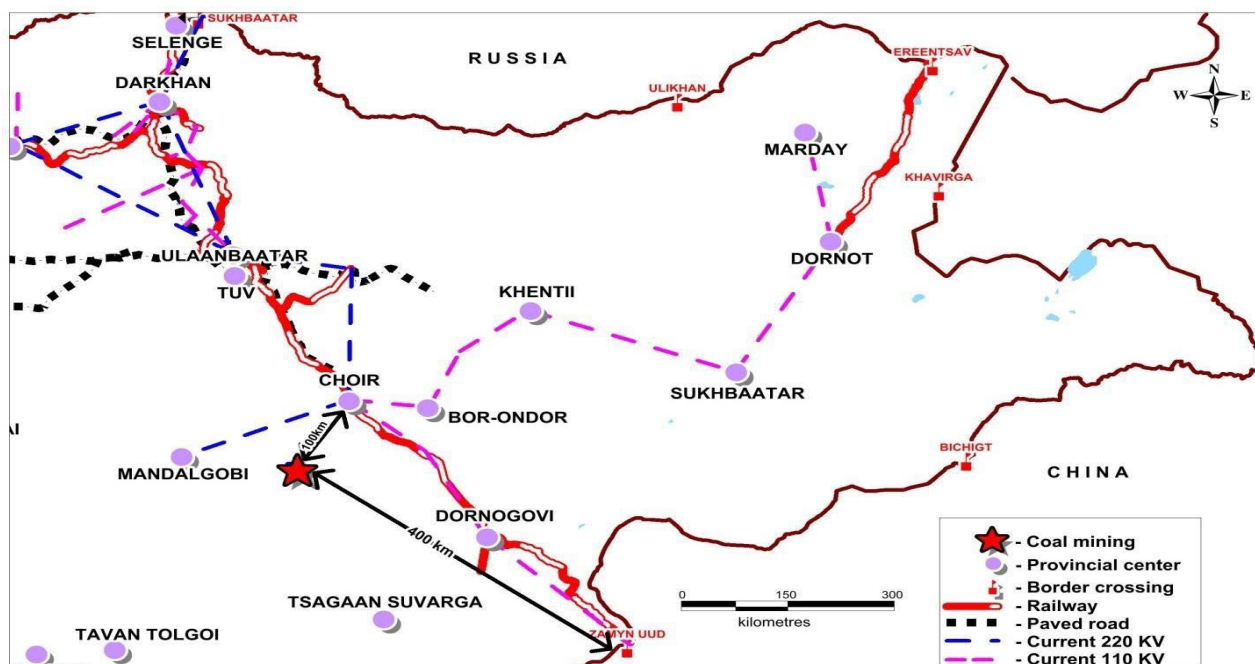 SUKHBAATAR
SELENGE
RUSSIA
EREENTSAV
DARKHAN
ULIKHAN
N
W E
S
MARDAY
KHAVIRGA
ULAANBAATAR
TUV
DORNOT
KHENTII
CHOIR
SUKHBAATAR
BOR-ONDOR
100km
MANDALGOBI
BICHIGT
CHINA
DORNOGOVI
400 km
- Coal mining
- Provincial center
- Border crossing
- Railway
- Paved road
- Current 220 KV
- Current 110 KV
0 150 300
kilometres
TSAGAAN SUVARGA
TAVAN TOLGOI
ZAMYN UUD